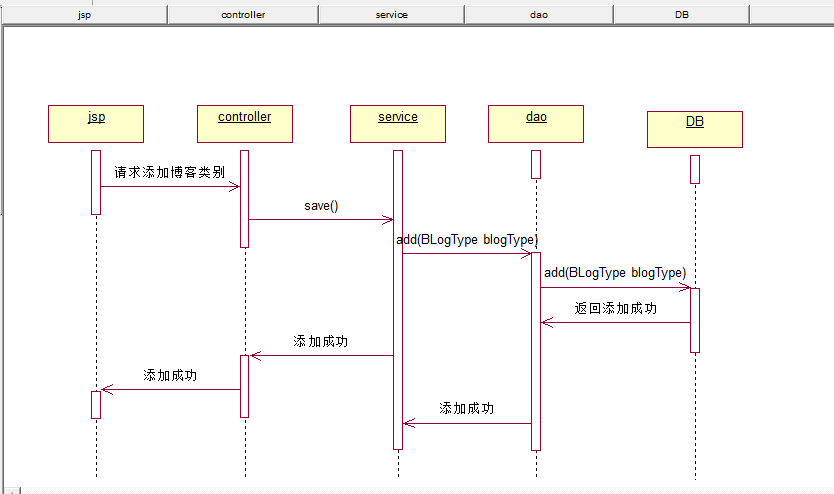 jsp
controller
service
dao
DB
jsp
controller
service
dao
DB
请求添加博客类别
save()
add(BLogType blogType)
add(BLogType blogType)
返回添加成功
添加成功
添加成功
添加成功